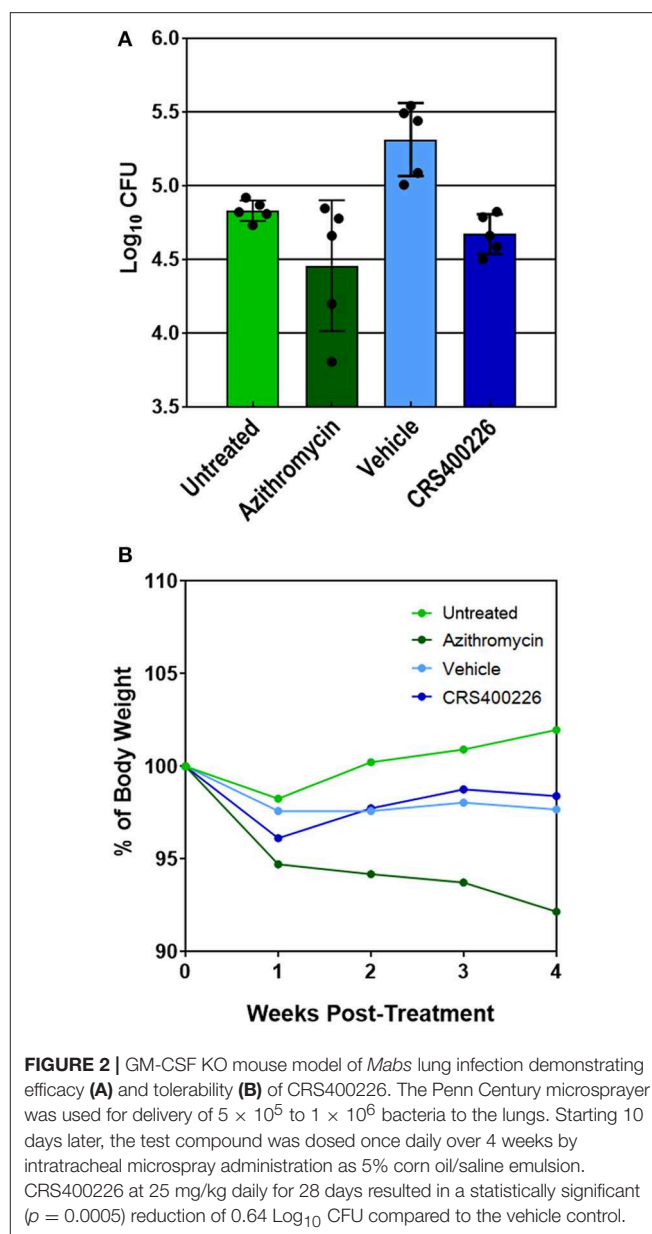 A
6.0
5.5
5.0
4.5
4.0
3.5
Log₁₀ CFU
Untreated
Azithromycin
Vehicle
CRS400226
B
110
105
100
95
90
% of Body Weight
Untreated
Azithromycin
Vehicle
CRS400226
0 1 2 3 4
Weeks Post-Treatment
FIGURE 2 | GM-CSF KO mouse model of Mabs lung infection demonstrating
efficacy (A) and tolerability (B) of CRS400226. The Penn Century microsprayer
was used for delivery of 5 × 10⁵ to 1 × 10⁶ bacteria to the lungs. Starting 10
days later, the test compound was dosed once daily over 4 weeks by
intratracheal microspray administration as 5% corn oil/saline emulsion.
CRS400226 at 25 mg/kg daily for 28 days resulted in a statistically significant
(p = 0.0005) reduction of 0.64 Log₁₀ CFU compared to the vehicle control.